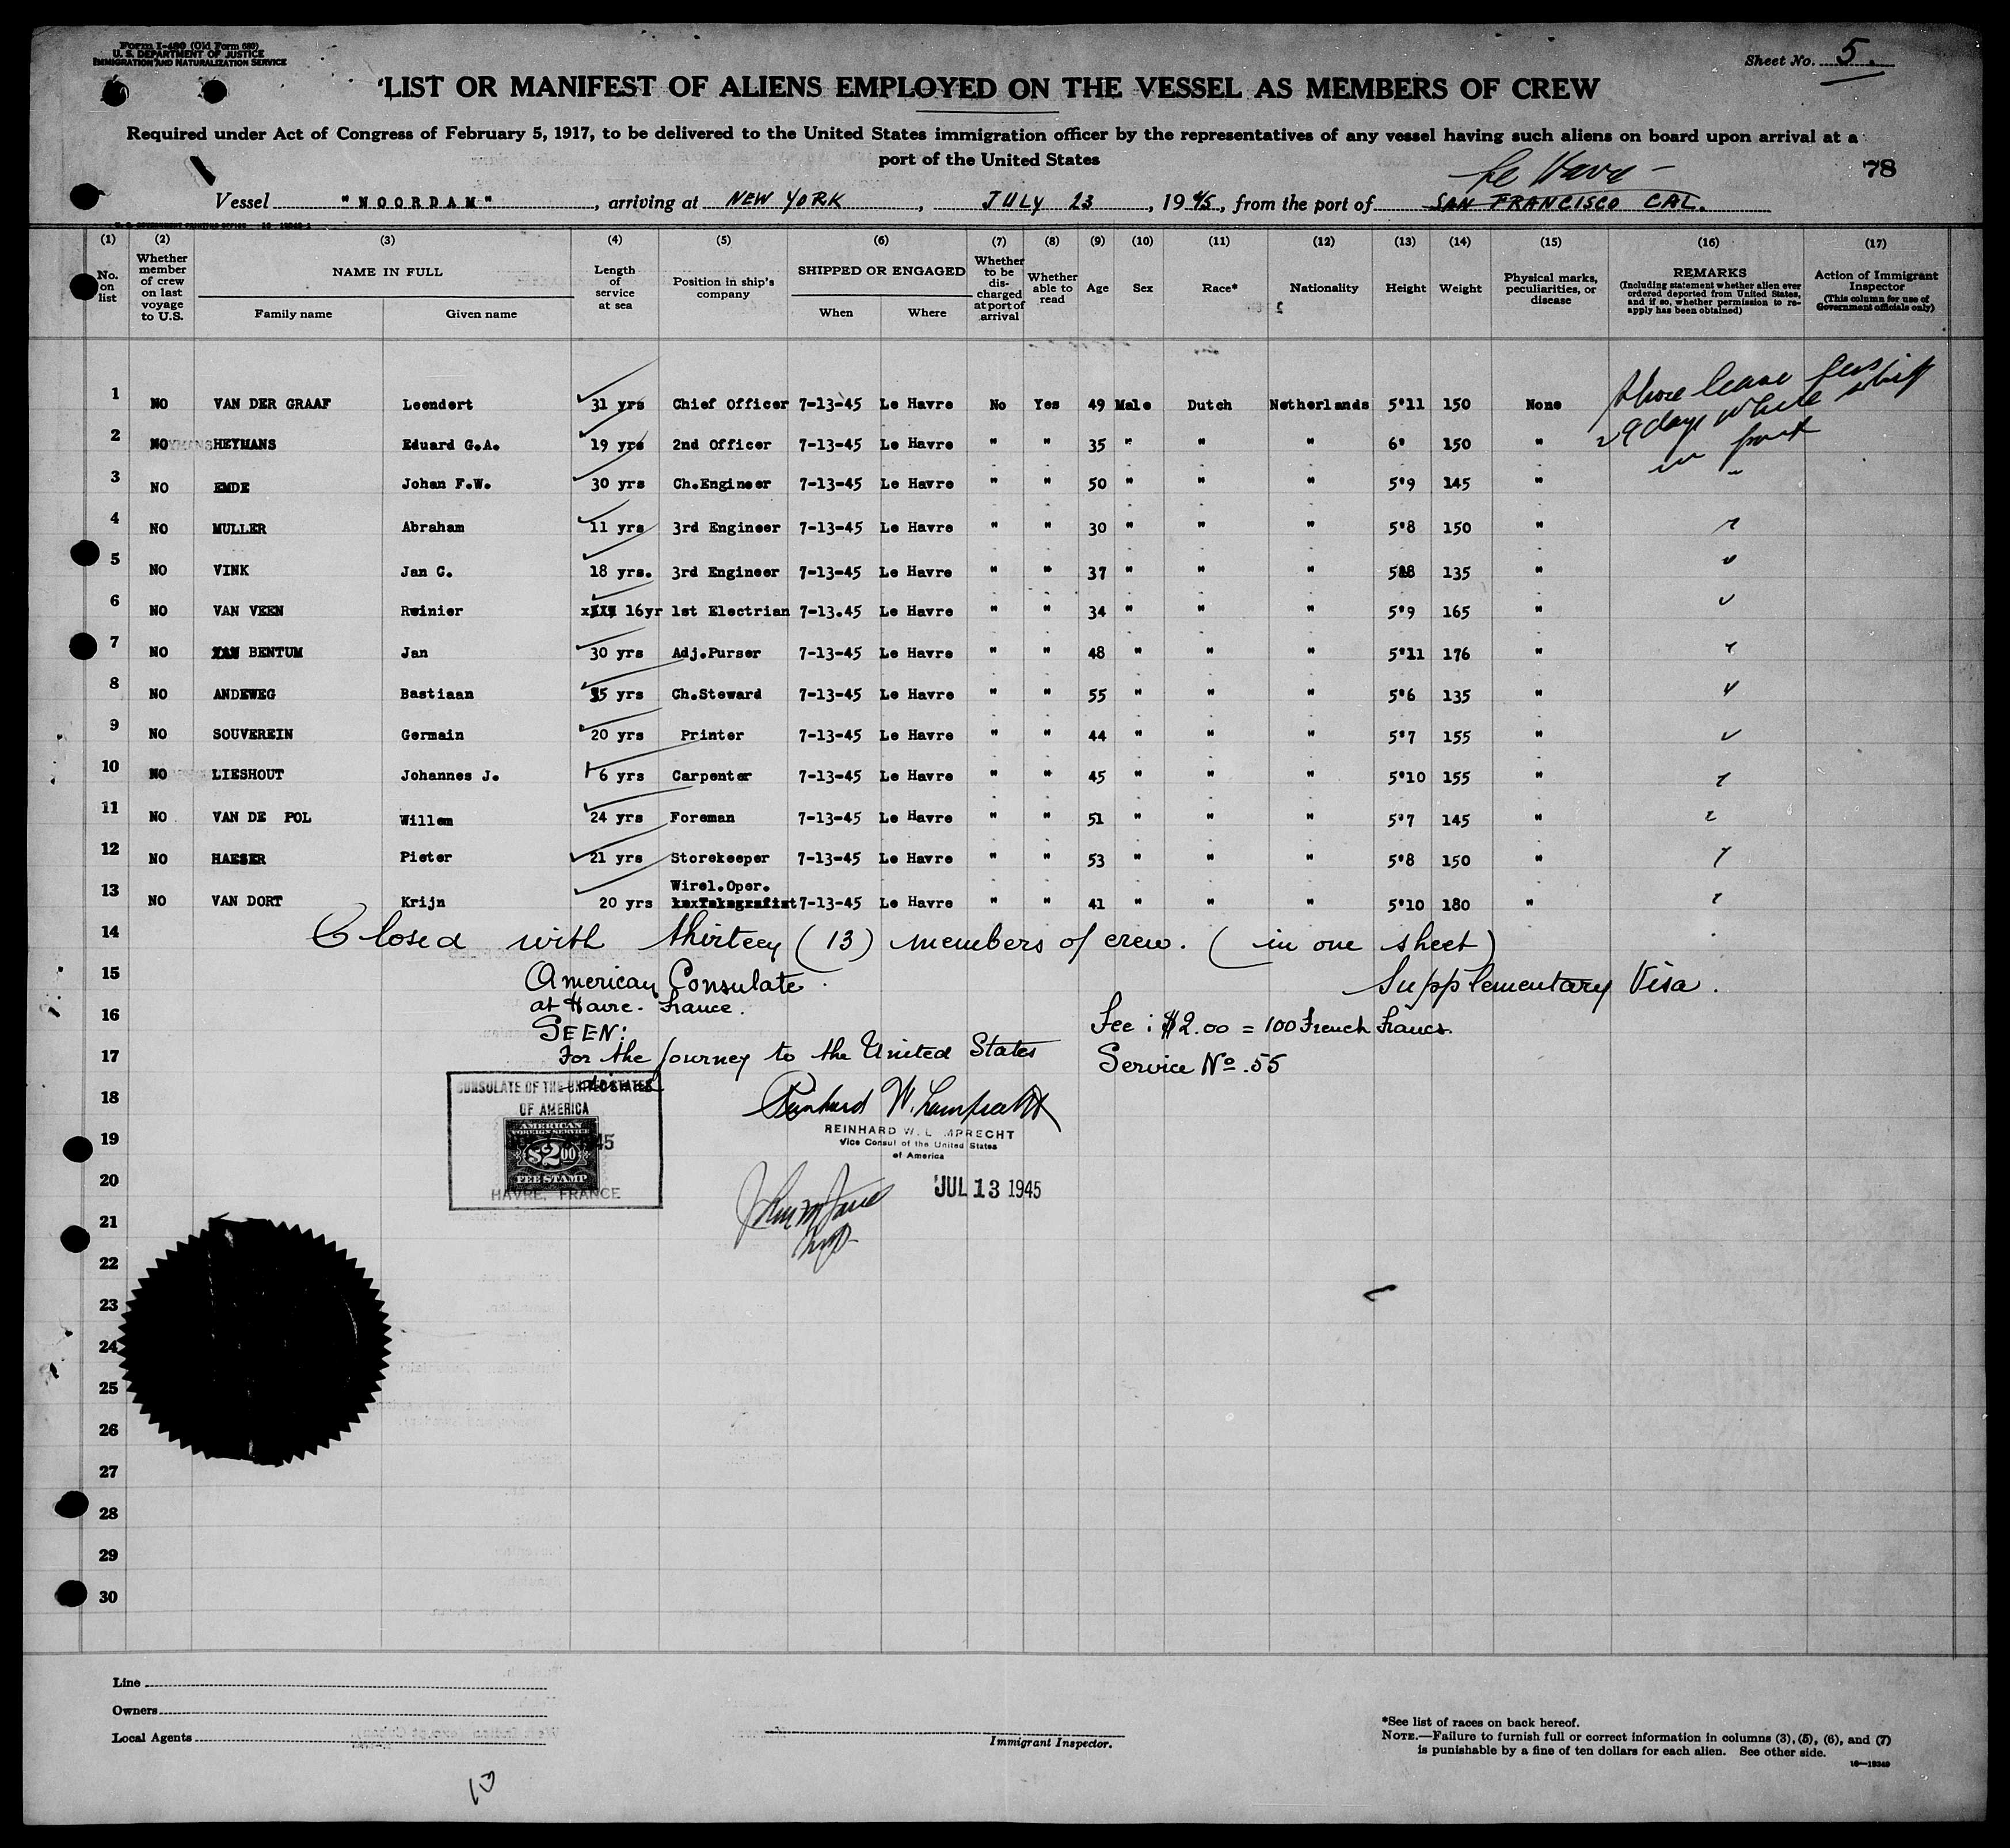 Form I-480 (Old Form 680)
U. S. DEPARTMENT OF JUSTICE
IMMIGRATION AND NATURALIZATION SERVICE
Sheet No. 5.
LIST OR MANIFEST OF ALIENS EMPLOYED ON THE VESSEL AS MEMBERS OF CREW
Required under Act of Congress of February 5, 1917, to be delivered to the United States immigration officer by the representatives of any vessel having such aliens on board upon arrival at a
port of the United States
78
Le Havre
Vessel "NOORDAM", arriving at NEW YORK, JULY 23, 1945, from the port of SAN FRANCISCO CAL.
(1) (2) (3) (4) (5) (6) (7) (8) (9) (10) (11) (12) (13) (14) (15) (16) (17)
No. on list
Whether member of crew on last voyage to U.S.
NAME IN FULL
Family name Given name
Length of service at sea
Position in ship's company
SHIPPED OR ENGAGED
When Where
Whether to be discharged at port of arrival
Whether able to read
Age
Sex
Race*
Nationality
Height
Weight
Physical marks, peculiarities, or disease
REMARKS
(Including statement whether alien ever ordered deported from United States, and if so, whether permission to reapply has been obtained)
Action of Immigrant Inspector
(This column for use of Government officials only)
1 NO VAN DER GRAAF Leendert 31 yrs Chief Officer 7-13-45 Le Havre No Yes 49 Male Dutch Netherlands 5'11 150 None
Shore leave
29 days while ship
in port
2 NO HEYMANS Eduard G.A. 19 yrs 2nd Officer 7-13-45 Le Havre " " 35 " " " 6' 150 "
3 NO EMDE Johan F.W. 30 yrs Ch.Engineer 7-13-45 Le Havre " " 50 " " " 5'9 145 " "
4 NO MULLER Abraham 11 yrs 3rd Engineer 7-13-45 Le Havre " " 30 " " " 5'8 150 "
5 NO VINK Jan C. 18 yrs. 3rd Engineer 7-13-45 Le Havre " " 37 " " " 5'8 135 "
6 NO VAN VEEN Reinier 16yr 1st Electrian 7-13.45 Le Havre " " 34 " " " 5'9 165 "
7 NO VAN BENTUM Jan 30 yrs Adj.Purser 7-13-45 Le Havre " " 48 " " " 5'11 176 "
8 NO ANDEWEG Bastiaan 35 yrs Ch.Steward 7-13-45 Le Havre " " 55 " " " 5'6 135 "
9 NO SOUVEREIN Germain 20 yrs Printer 7-13-45 Le Havre " " 44 " " " 5'7 155 "
10 NO LIESHOUT Johannes J. 6 yrs Carpenter 7-13-45 Le Havre " " 45 " " " 5'10 155 "
11 NO VAN DE POL Willem 24 yrs Foreman 7-13-45 Le Havre " " 51 " " " 5'7 145 "
12 NO HAESER Pieter 21 yrs Storekeeper 7-13-45 Le Havre " " 53 " " " 5'8 150 "
Wirel.Oper.
13 NO VAN DORT Krijn 20 yrs 7-13-45 Le Havre " " 41 " " " 5'10 180 "
14 Closed with thirteen (13) members of crew. (in one sheet)
15 American Consulate Supplementary Visa.
at Havre. France.
16 SEEN: Fee : $2.00 = 100 French Francs.
17 For the journey to the United States Service No. 55
CONSULATE OF THE UNITED STATES
18 OF AMERICA
Reinhard W. Lamprecht
AMERICAN
FOREIGN SERVICE
19 $2.00
FEE STAMP
HAVRE, FRANCE
REINHARD W. L MPRECHT
Vice Consul of the United States
of America
20 JUL 13 1945
21
22
23
24
25
26
27
28
29
30
Line
Owners
Local Agents
Immigrant Inspector.
*See list of races on back hereof.
NOTE.—Failure to furnish full or correct information in columns (3), (5), (6), and (7)
is punishable by a fine of ten dollars for each alien. See other side.
16—19349